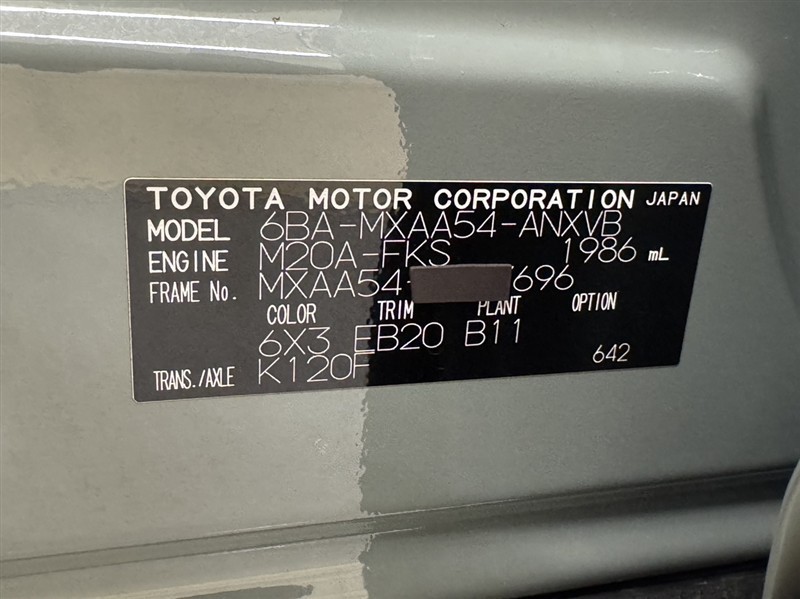 TOYOTA MOTOR CORPORATION JAPAN
MODEL 6BA-MXAA54-ANXVB
ENGINE M20A-FKS 1986 mL
FRAME No. MXAA54- 696
COLOR TRIM PLANT OPTION
6X3 EB20 B11
TRANS./AXLE K120F 642